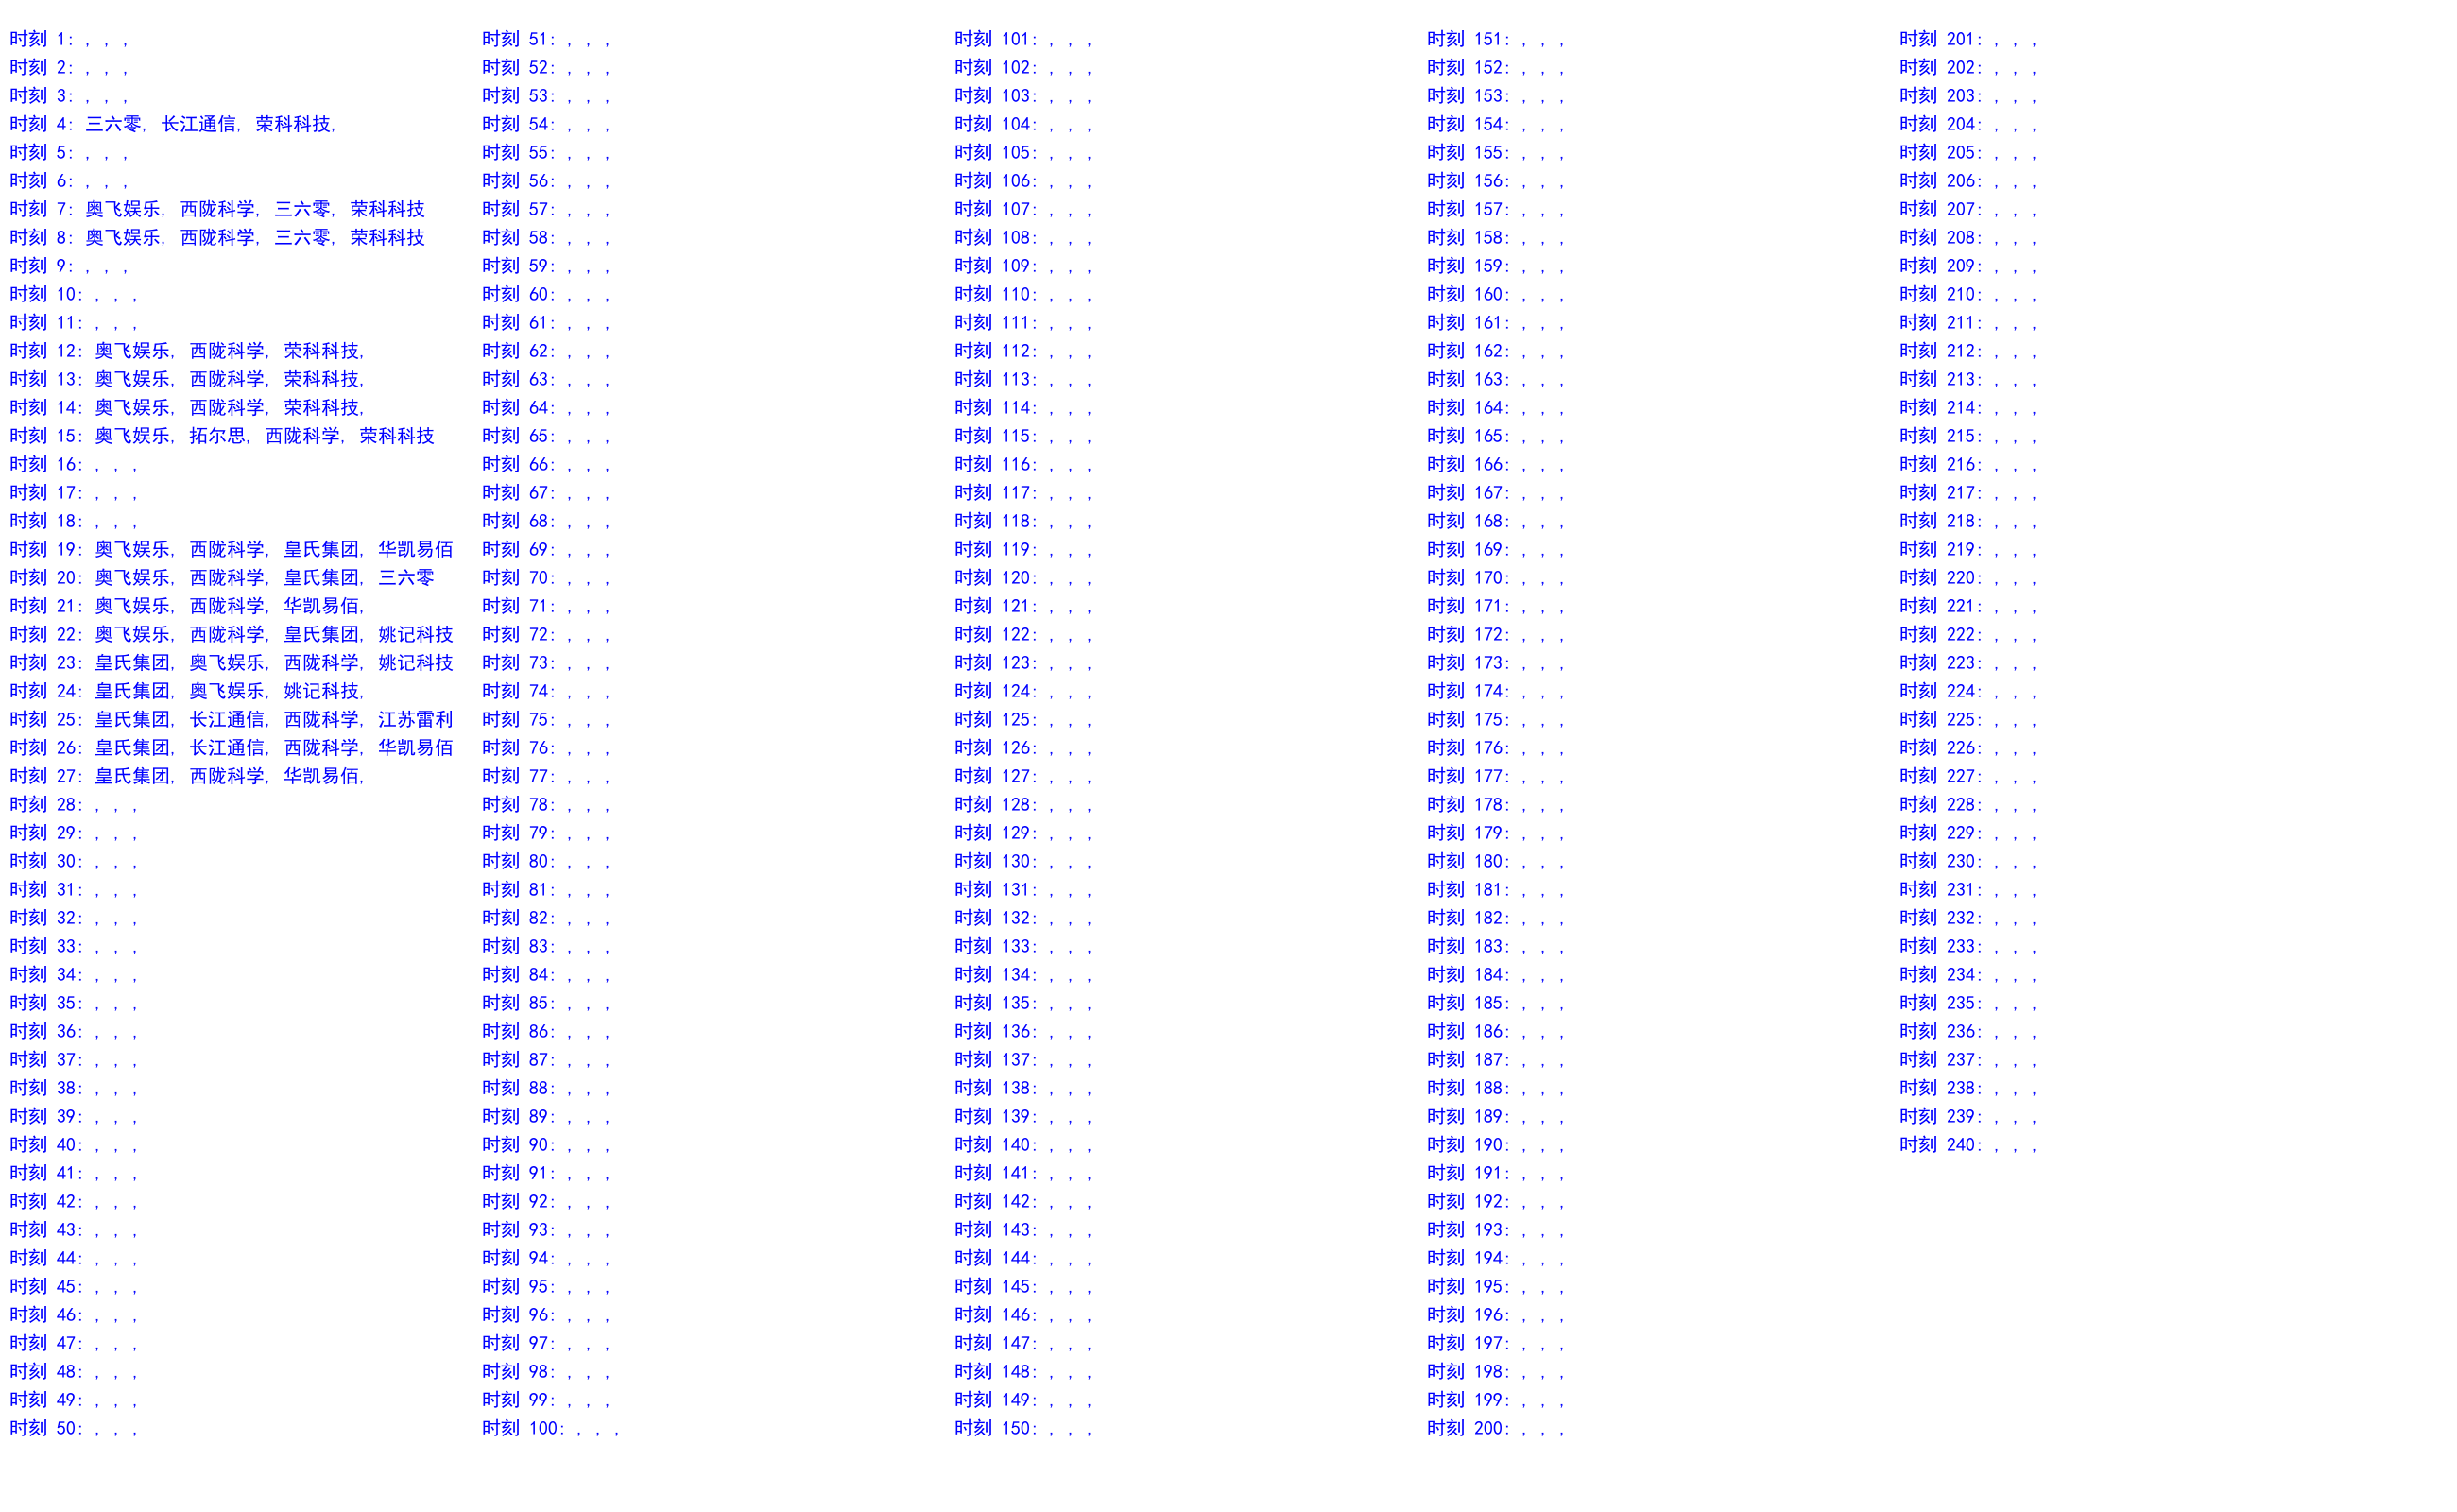 时刻 1: , , ,
时刻 2: , , ,
时刻 3: , , ,
时刻 4: 三六零, 长江通信, 荣科科技,
时刻 5: , , ,
时刻 6: , , ,
时刻 7: 奥飞娱乐, 西陇科学, 三六零, 荣科科技
时刻 8: 奥飞娱乐, 西陇科学, 三六零, 荣科科技
时刻 9: , , ,
时刻 10: , , ,
时刻 11: , , ,
时刻 12: 奥飞娱乐, 西陇科学, 荣科科技,
时刻 13: 奥飞娱乐, 西陇科学, 荣科科技,
时刻 14: 奥飞娱乐, 西陇科学, 荣科科技,
时刻 15: 奥飞娱乐, 拓尔思, 西陇科学, 荣科科技
时刻 16: , , ,
时刻 17: , , ,
时刻 18: , , ,
时刻 19: 奥飞娱乐, 西陇科学, 皇氏集团, 华凯易佰
时刻 20: 奥飞娱乐, 西陇科学, 皇氏集团, 三六零
时刻 21: 奥飞娱乐, 西陇科学, 华凯易佰,
时刻 22: 奥飞娱乐, 西陇科学, 皇氏集团, 姚记科技
时刻 23: 皇氏集团, 奥飞娱乐, 西陇科学, 姚记科技
时刻 24: 皇氏集团, 奥飞娱乐, 姚记科技,
时刻 25: 皇氏集团, 长江通信, 西陇科学, 江苏雷利
时刻 26: 皇氏集团, 长江通信, 西陇科学, 华凯易佰
时刻 27: 皇氏集团, 西陇科学, 华凯易佰,
时刻 28: , , ,
时刻 29: , , ,
时刻 30: , , ,
时刻 31: , , ,
时刻 32: , , ,
时刻 33: , , ,
时刻 34: , , ,
时刻 35: , , ,
时刻 36: , , ,
时刻 37: , , ,
时刻 38: , , ,
时刻 39: , , ,
时刻 40: , , ,
时刻 41: , , ,
时刻 42: , , ,
时刻 43: , , ,
时刻 44: , , ,
时刻 45: , , ,
时刻 46: , , ,
时刻 47: , , ,
时刻 48: , , ,
时刻 49: , , ,
时刻 50: , , ,
时刻 51: , , ,
时刻 52: , , ,
时刻 53: , , ,
时刻 54: , , ,
时刻 55: , , ,
时刻 56: , , ,
时刻 57: , , ,
时刻 58: , , ,
时刻 59: , , ,
时刻 60: , , ,
时刻 61: , , ,
时刻 62: , , ,
时刻 63: , , ,
时刻 64: , , ,
时刻 65: , , ,
时刻 66: , , ,
时刻 67: , , ,
时刻 68: , , ,
时刻 69: , , ,
时刻 70: , , ,
时刻 71: , , ,
时刻 72: , , ,
时刻 73: , , ,
时刻 74: , , ,
时刻 75: , , ,
时刻 76: , , ,
时刻 77: , , ,
时刻 78: , , ,
时刻 79: , , ,
时刻 80: , , ,
时刻 81: , , ,
时刻 82: , , ,
时刻 83: , , ,
时刻 84: , , ,
时刻 85: , , ,
时刻 86: , , ,
时刻 87: , , ,
时刻 88: , , ,
时刻 89: , , ,
时刻 90: , , ,
时刻 91: , , ,
时刻 92: , , ,
时刻 93: , , ,
时刻 94: , , ,
时刻 95: , , ,
时刻 96: , , ,
时刻 97: , , ,
时刻 98: , , ,
时刻 99: , , ,
时刻 100: , , ,
时刻 101: , , ,
时刻 102: , , ,
时刻 103: , , ,
时刻 104: , , ,
时刻 105: , , ,
时刻 106: , , ,
时刻 107: , , ,
时刻 108: , , ,
时刻 109: , , ,
时刻 110: , , ,
时刻 111: , , ,
时刻 112: , , ,
时刻 113: , , ,
时刻 114: , , ,
时刻 115: , , ,
时刻 116: , , ,
时刻 117: , , ,
时刻 118: , , ,
时刻 119: , , ,
时刻 120: , , ,
时刻 121: , , ,
时刻 122: , , ,
时刻 123: , , ,
时刻 124: , , ,
时刻 125: , , ,
时刻 126: , , ,
时刻 127: , , ,
时刻 128: , , ,
时刻 129: , , ,
时刻 130: , , ,
时刻 131: , , ,
时刻 132: , , ,
时刻 133: , , ,
时刻 134: , , ,
时刻 135: , , ,
时刻 136: , , ,
时刻 137: , , ,
时刻 138: , , ,
时刻 139: , , ,
时刻 140: , , ,
时刻 141: , , ,
时刻 142: , , ,
时刻 143: , , ,
时刻 144: , , ,
时刻 145: , , ,
时刻 146: , , ,
时刻 147: , , ,
时刻 148: , , ,
时刻 149: , , ,
时刻 150: , , ,
时刻 151: , , ,
时刻 152: , , ,
时刻 153: , , ,
时刻 154: , , ,
时刻 155: , , ,
时刻 156: , , ,
时刻 157: , , ,
时刻 158: , , ,
时刻 159: , , ,
时刻 160: , , ,
时刻 161: , , ,
时刻 162: , , ,
时刻 163: , , ,
时刻 164: , , ,
时刻 165: , , ,
时刻 166: , , ,
时刻 167: , , ,
时刻 168: , , ,
时刻 169: , , ,
时刻 170: , , ,
时刻 171: , , ,
时刻 172: , , ,
时刻 173: , , ,
时刻 174: , , ,
时刻 175: , , ,
时刻 176: , , ,
时刻 177: , , ,
时刻 178: , , ,
时刻 179: , , ,
时刻 180: , , ,
时刻 181: , , ,
时刻 182: , , ,
时刻 183: , , ,
时刻 184: , , ,
时刻 185: , , ,
时刻 186: , , ,
时刻 187: , , ,
时刻 188: , , ,
时刻 189: , , ,
时刻 190: , , ,
时刻 191: , , ,
时刻 192: , , ,
时刻 193: , , ,
时刻 194: , , ,
时刻 195: , , ,
时刻 196: , , ,
时刻 197: , , ,
时刻 198: , , ,
时刻 199: , , ,
时刻 200: , , ,
时刻 201: , , ,
时刻 202: , , ,
时刻 203: , , ,
时刻 204: , , ,
时刻 205: , , ,
时刻 206: , , ,
时刻 207: , , ,
时刻 208: , , ,
时刻 209: , , ,
时刻 210: , , ,
时刻 211: , , ,
时刻 212: , , ,
时刻 213: , , ,
时刻 214: , , ,
时刻 215: , , ,
时刻 216: , , ,
时刻 217: , , ,
时刻 218: , , ,
时刻 219: , , ,
时刻 220: , , ,
时刻 221: , , ,
时刻 222: , , ,
时刻 223: , , ,
时刻 224: , , ,
时刻 225: , , ,
时刻 226: , , ,
时刻 227: , , ,
时刻 228: , , ,
时刻 229: , , ,
时刻 230: , , ,
时刻 231: , , ,
时刻 232: , , ,
时刻 233: , , ,
时刻 234: , , ,
时刻 235: , , ,
时刻 236: , , ,
时刻 237: , , ,
时刻 238: , , ,
时刻 239: , , ,
时刻 240: , , ,